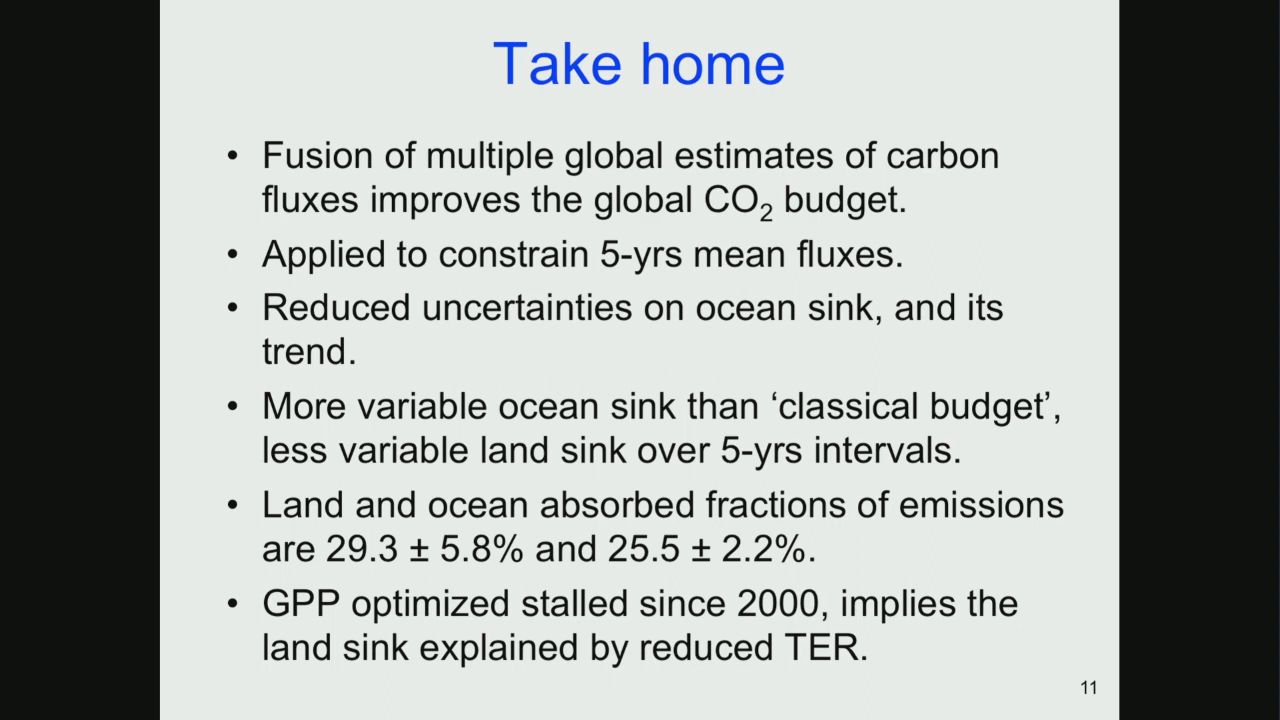 Take home
• Fusion of multiple global estimates of carbon
fluxes improves the global CO₂ budget.
• Applied to constrain 5-yrs mean fluxes.
• Reduced uncertainties on ocean sink, and its
trend.
• More variable ocean sink than ‘classical budget’,
less variable land sink over 5-yrs intervals.
• Land and ocean absorbed fractions of emissions
are 29.3 ± 5.8% and 25.5 ± 2.2%.
• GPP optimized stalled since 2000, implies the
land sink explained by reduced TER.
11